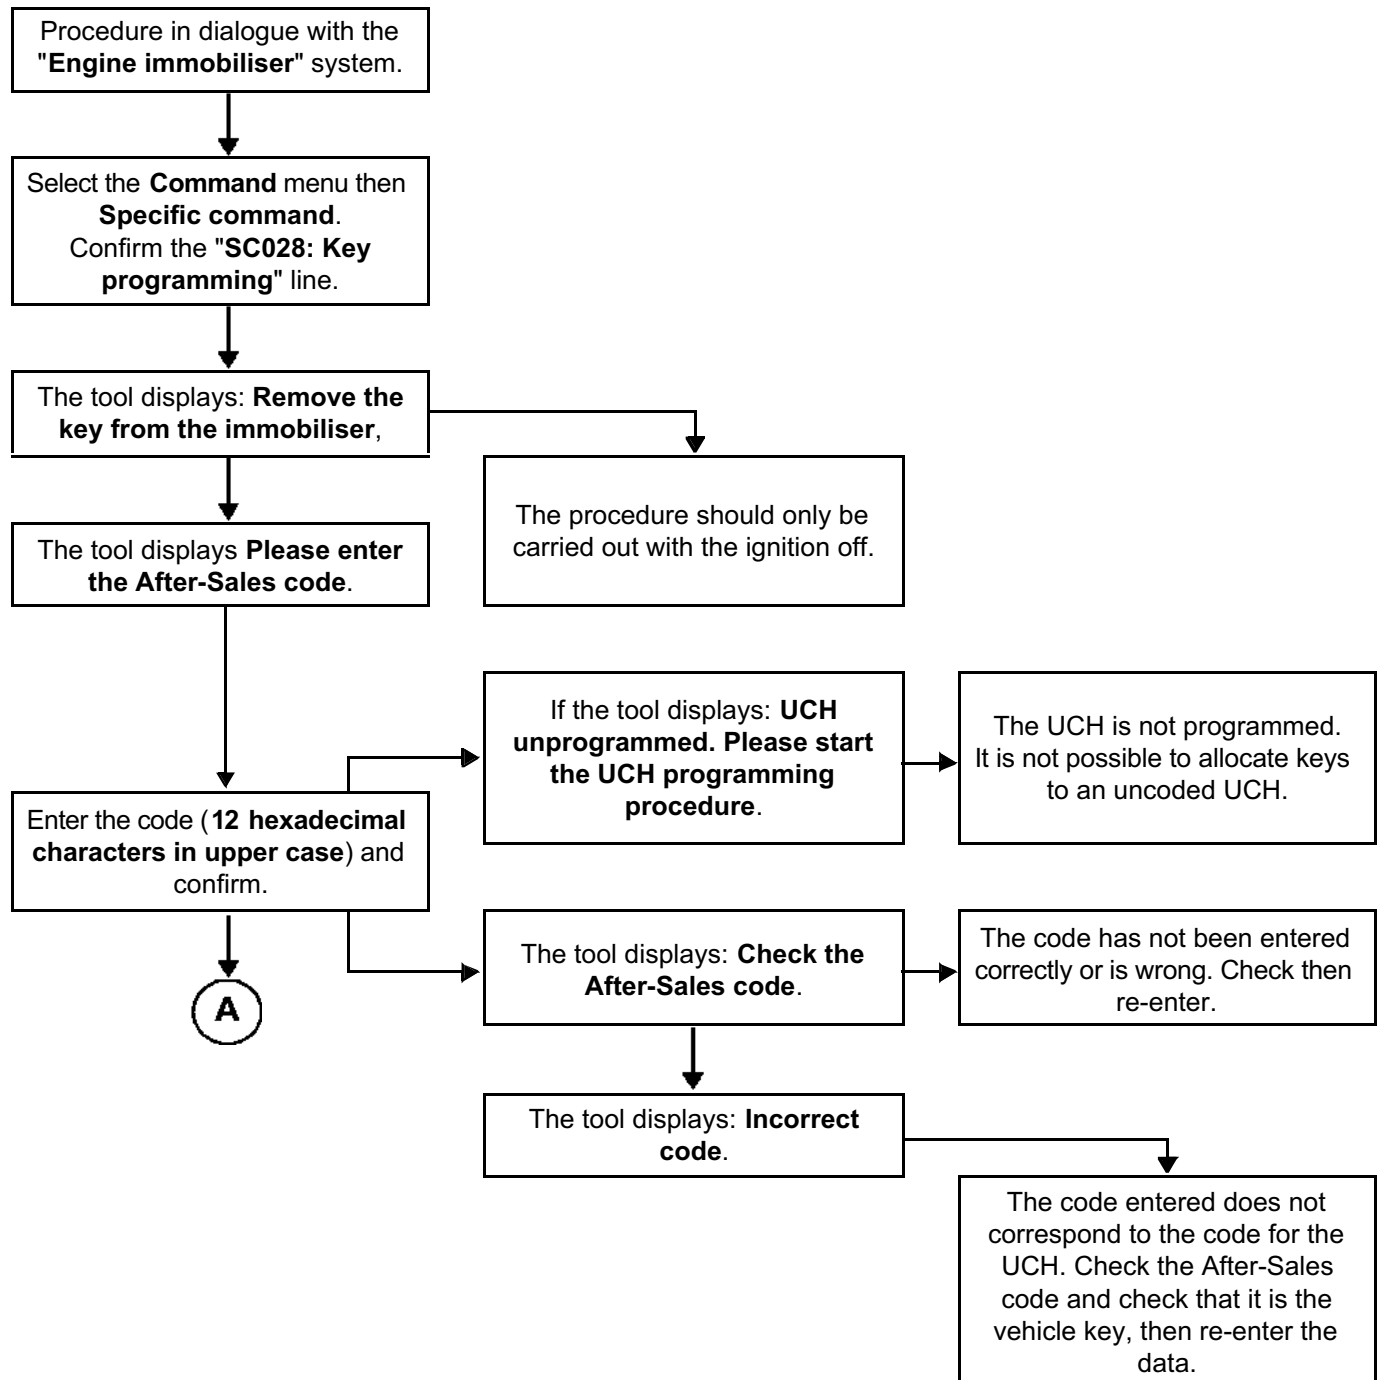 Procedure in dialogue with the
"Engine immobiliser" system.
Select the Command menu then
Specific command.
Confirm the "SC028: Key
programming" line.
The tool displays: Remove the
key from the immobiliser,
The procedure should only be
carried out with the ignition off.
The tool displays Please enter
the After-Sales code.
If the tool displays: UCH
unprogrammed. Please start
the UCH programming
procedure.
The UCH is not programmed.
It is not possible to allocate keys
to an uncoded UCH.
Enter the code (12 hexadecimal
characters in upper case) and
confirm.
The tool displays: Check the
After-Sales code.
The code has not been entered
correctly or is wrong. Check then
re-enter.
A
The tool displays: Incorrect
code.
The code entered does not
correspond to the code for the
UCH. Check the After-Sales
code and check that it is the
vehicle key, then re-enter the
data.